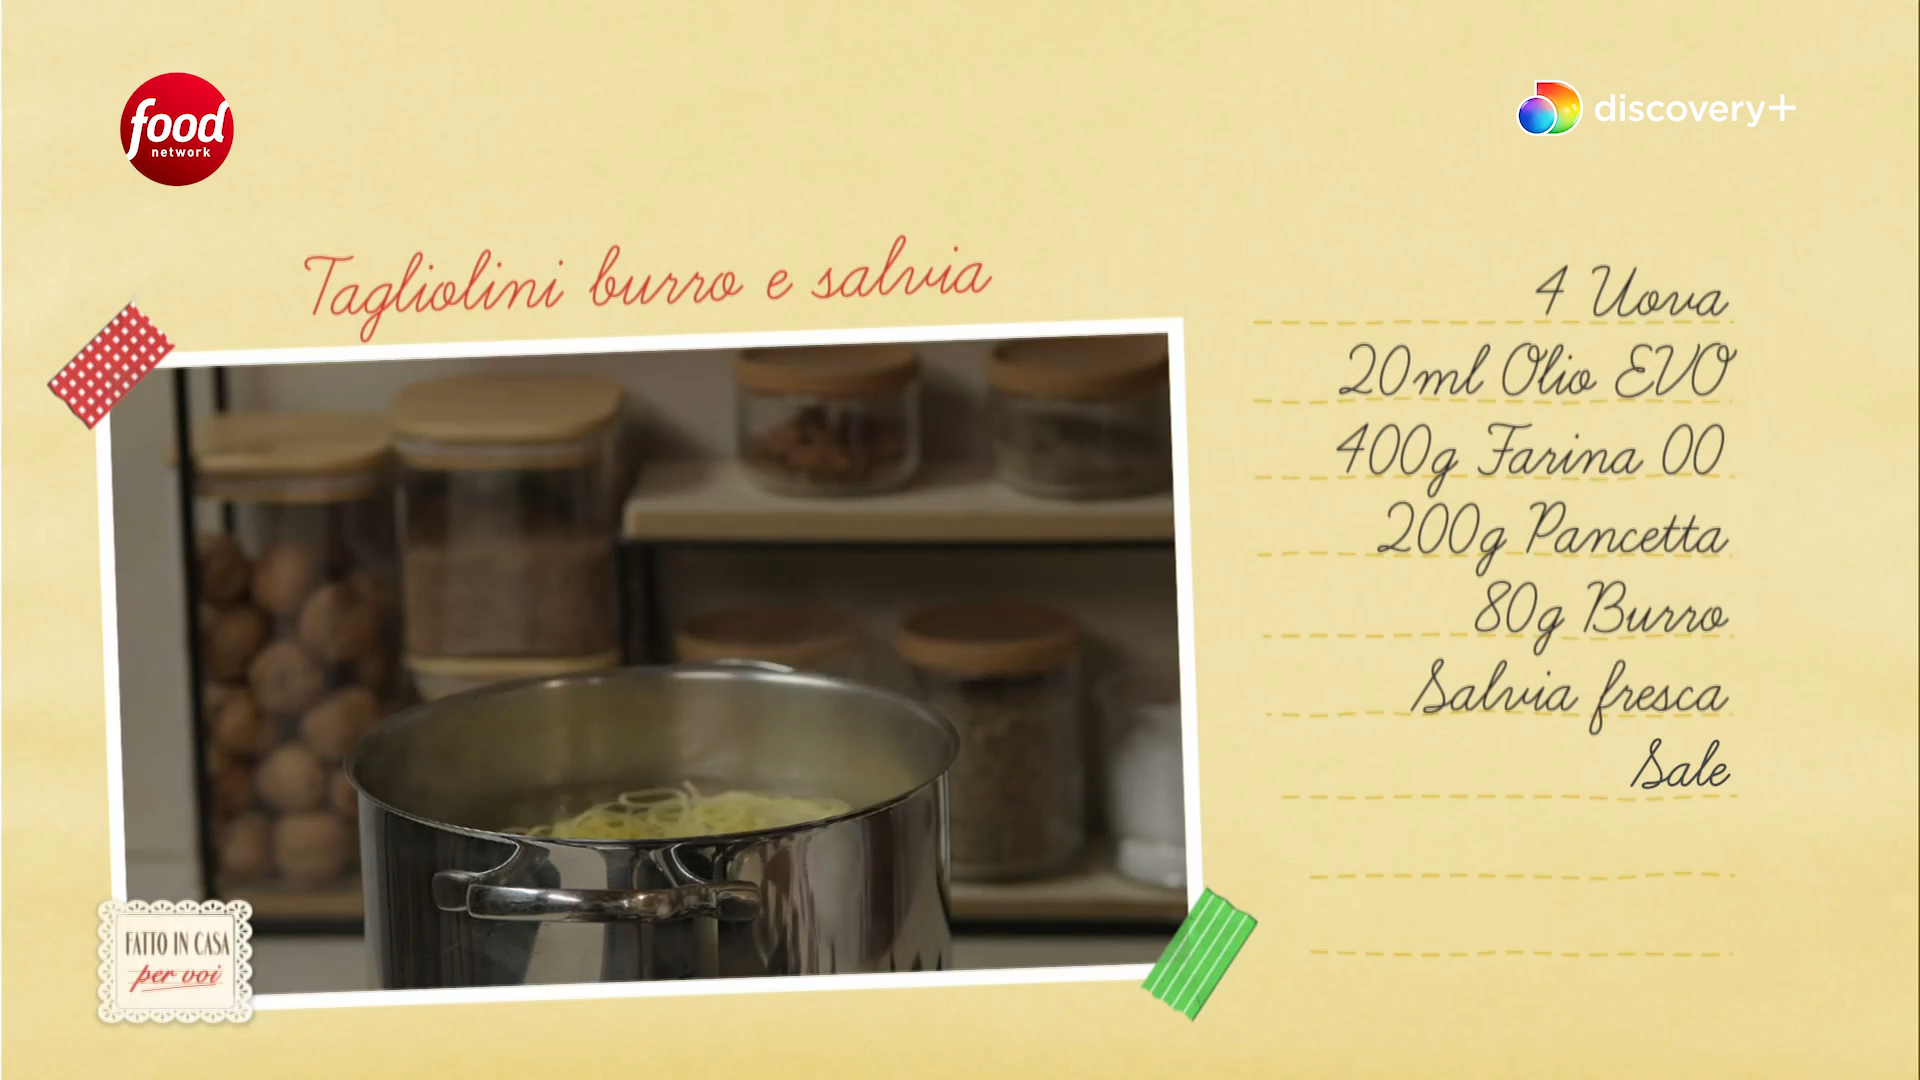 food
network
discovery+
Tagliolini burro e salvia
4 Uova
20ml Olio EVO
400g Farina 00
200g Pancetta
80g Burro
Salvia fresca
Sale
FATTO IN CASA
per voi